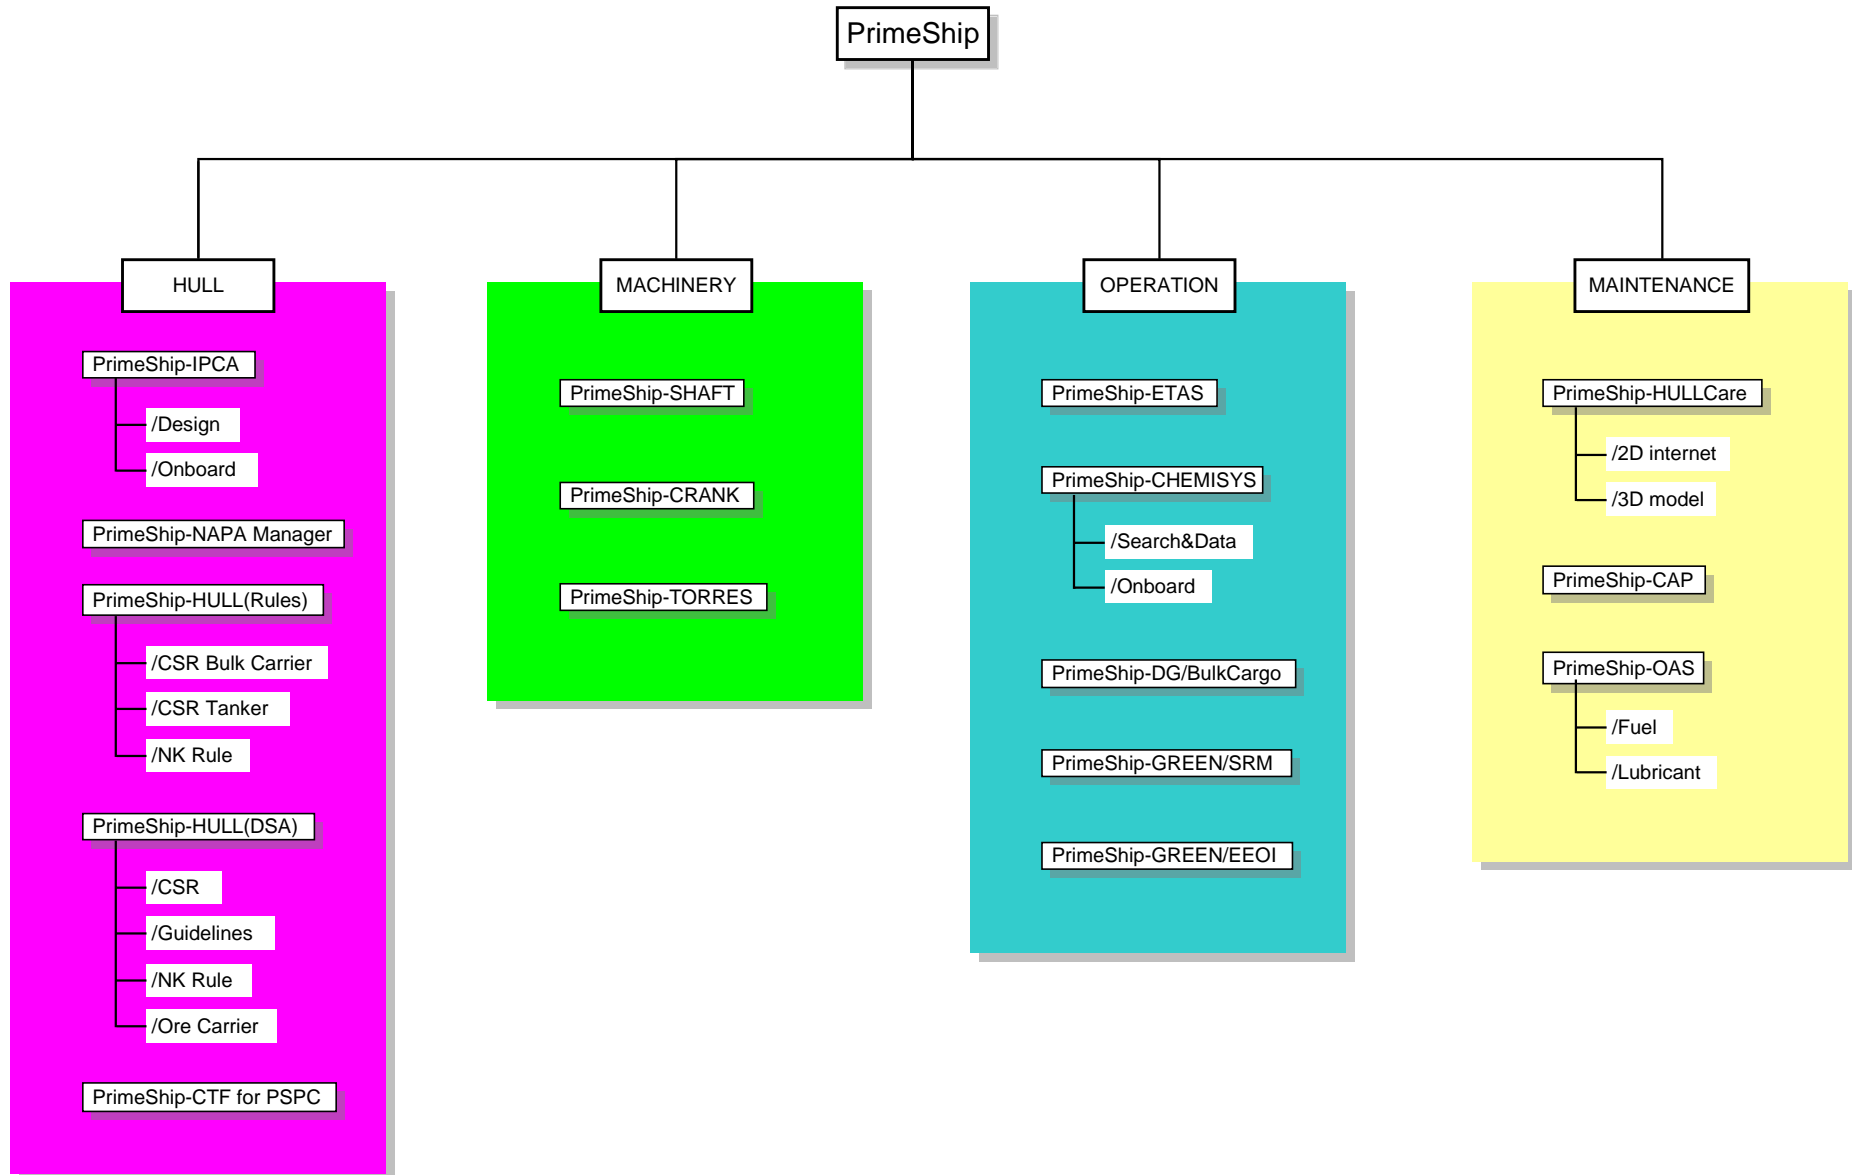 PrimeShip
HULL
PrimeShip-IPCA
/Design
/Onboard
PrimeShip-NAPA Manager
PrimeShip-HULL(Rules)
/CSR Bulk Carrier
/CSR Tanker
/NK Rule
PrimeShip-HULL(DSA)
/CSR
/Guidelines
/NK Rule
/Ore Carrier
PrimeShip-CTF for PSPC
MACHINERY
PrimeShip-SHAFT
PrimeShip-CRANK
PrimeShip-TORRES
OPERATION
PrimeShip-ETAS
PrimeShip-CHEMISYS
/Search&Data
/Onboard
PrimeShip-DG/BulkCargo
PrimeShip-GREEN/SRM
PrimeShip-GREEN/EEOI
MAINTENANCE
PrimeShip-HULLCare
/2D internet
/3D model
PrimeShip-CAP
PrimeShip-OAS
/Fuel
/Lubricant